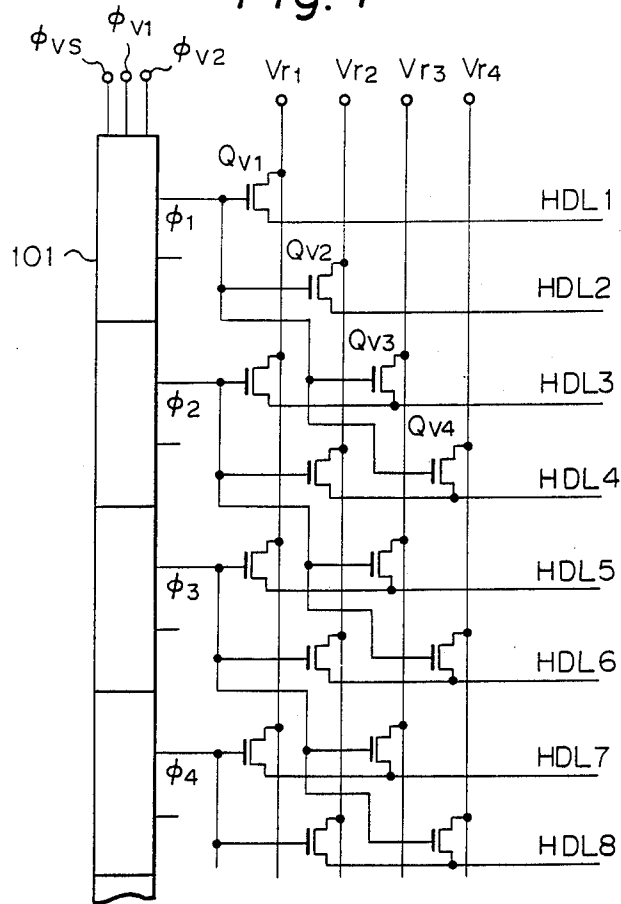 Fig. 1
φVS φV1 φV2
Vr1 Vr2 Vr3 Vr4
QV1
φ1
HDL1
101
QV2
HDL2
QV3
φ2
HDL3
QV4
HDL4
φ3
HDL5
HDL6
φ4
HDL7
HDL8